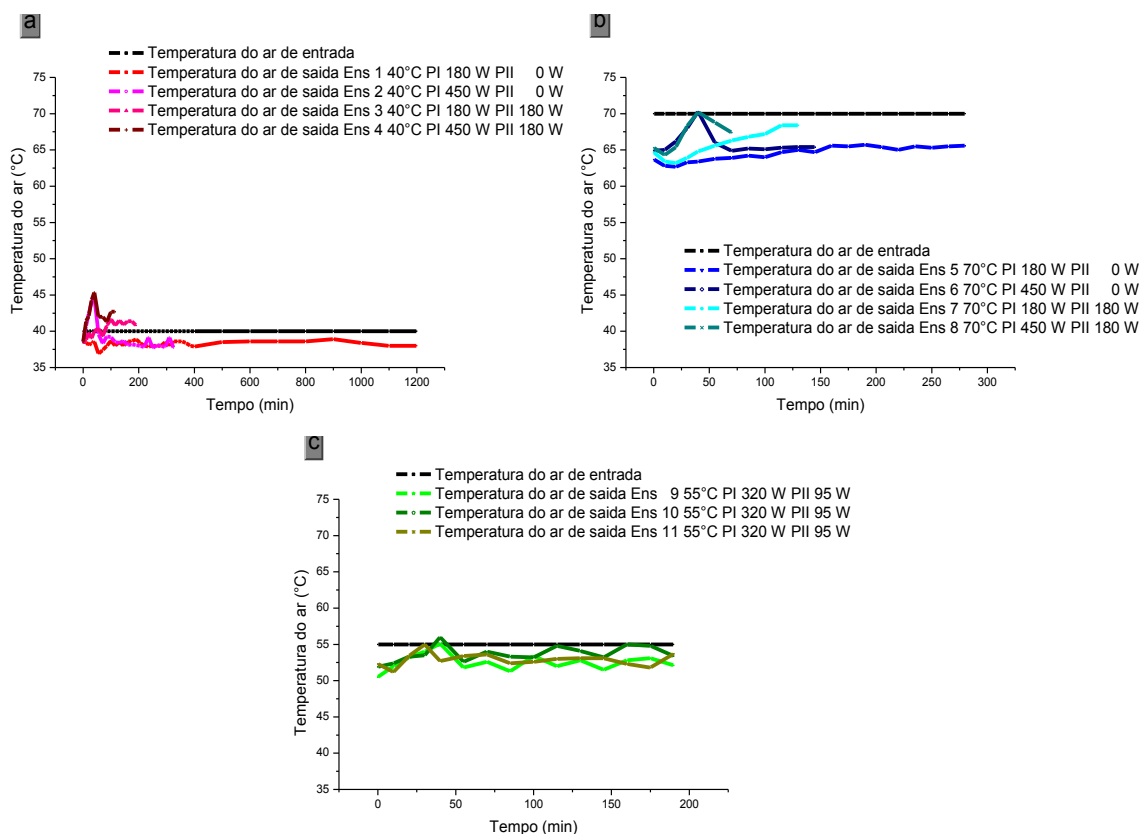 a
Temperatura do ar de entrada
Temperatura do ar de saida Ens 1 40°C PI 180 W PII 0 W
Temperatura do ar de saida Ens 2 40°C PI 450 W PII 0 W
Temperatura do ar de saida Ens 3 40°C PI 180 W PII 180 W
Temperatura do ar de saida Ens 4 40°C PI 450 W PII 180 W
75
70
65
60
55
50
45
40
35
Temperatura do ar (°C)
0 200 400 600 800 1000 1200
Tempo (min)
b
75
70
65
60
55
50
45
40
35
Temperatura do ar (°C)
Temperatura do ar de entrada
Temperatura do ar de saida Ens 5 70°C PI 180 W PII 0 W
Temperatura do ar de saida Ens 6 70°C PI 450 W PII 0 W
Temperatura do ar de saida Ens 7 70°C PI 180 W PII 180 W
Temperatura do ar de saida Ens 8 70°C PI 450 W PII 180 W
0 50 100 150 200 250 300
Tempo (min)
c
Temperatura do ar de entrada
Temperatura do ar de saida Ens 9 55°C PI 320 W PII 95 W
Temperatura do ar de saida Ens 10 55°C PI 320 W PII 95 W
Temperatura do ar de saida Ens 11 55°C PI 320 W PII 95 W
75
70
65
60
55
50
45
40
35
Temperatura do ar (°C)
0 50 100 150 200
Tempo (min)